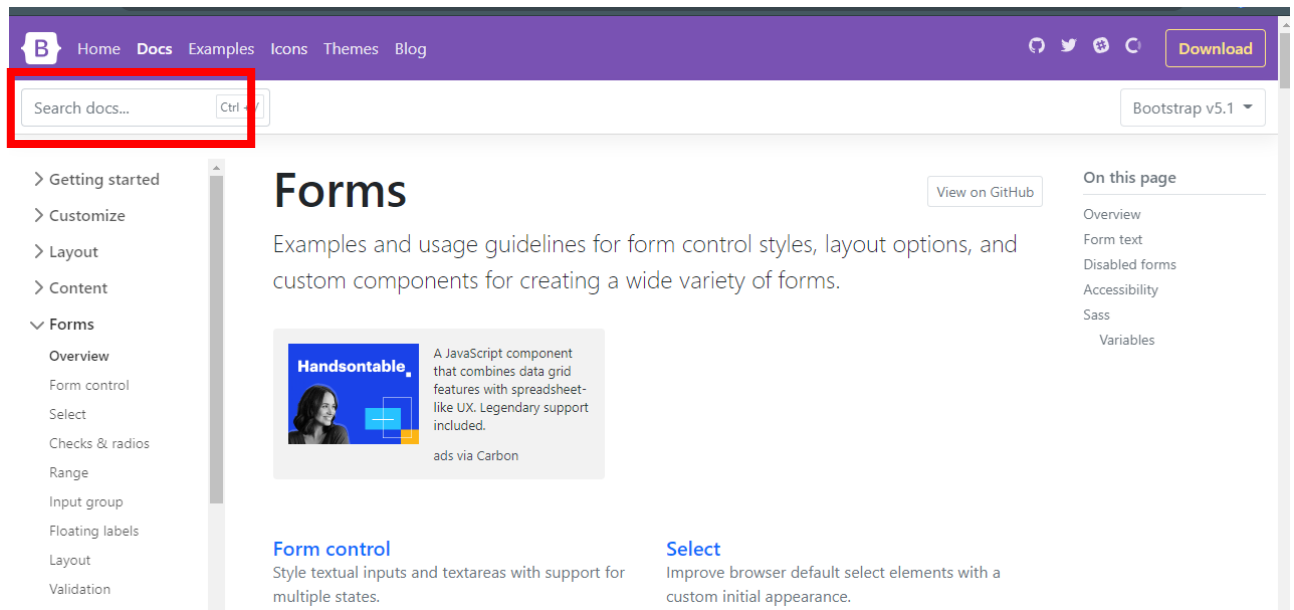 B Home Docs Examples Icons Themes Blog Download
Search docs... Ctrl + / Bootstrap v5.1
Getting started
Customize
Layout
Content
Forms
Overview
Form control
Select
Checks & radios
Range
Input group
Floating labels
Layout
Validation
Forms
View on GitHub
Examples and usage guidelines for form control styles, layout options, and
custom components for creating a wide variety of forms.
Handsontable
A JavaScript component
that combines data grid
features with spreadsheet-
like UX. Legendary support
included.
ads via Carbon
Form control
Style textual inputs and textareas with support for
multiple states.
Select
Improve browser default select elements with a
custom initial appearance.
On this page
Overview
Form text
Disabled forms
Accessibility
Sass
Variables